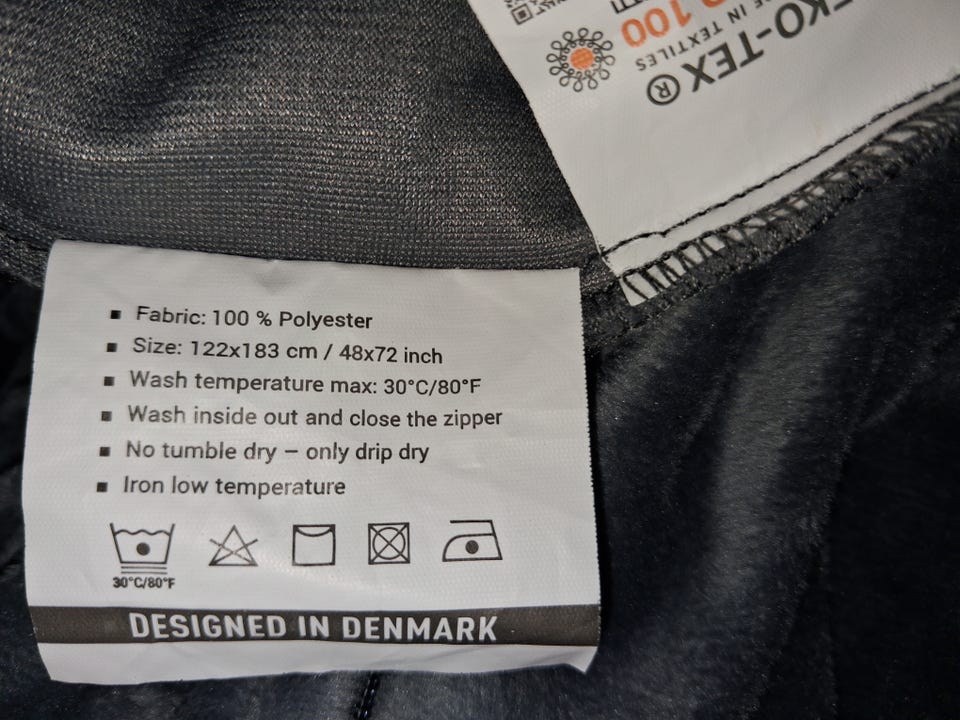 ▪ Fabric: 100 % Polyester
▪ Size: 122x183 cm / 48x72 inch
▪ Wash temperature max: 30°C/80°F
▪ Wash inside out and close the zipper
▪ No tumble dry – only drip dry
▪ Iron low temperature
30°C/80°F
DESIGNED IN DENMARK
KO-TEX®
E IN TEXTILES
100